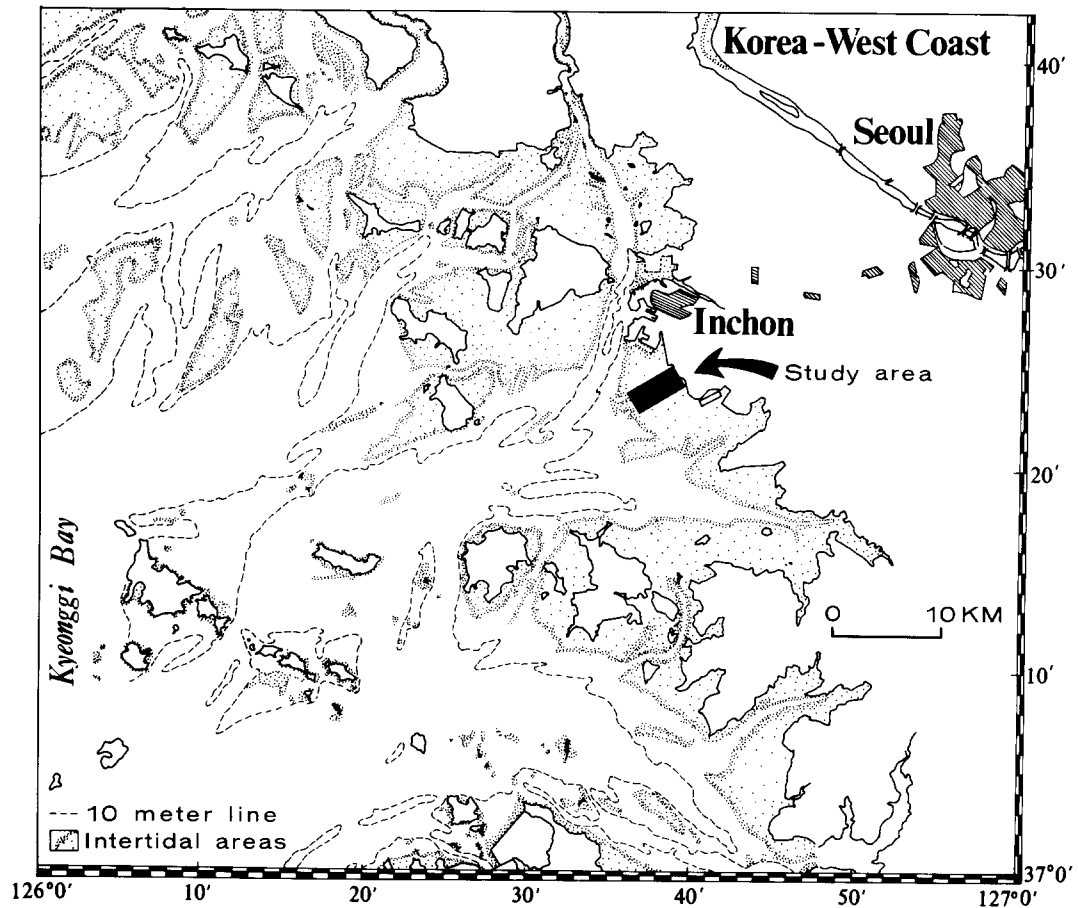 Korea-West Coast
40′
Seoul
30′
Inchon
Study area
20′
Kyeonggi Bay
0 10 KM
10′
10 meter line
Intertidal areas
37°0′
126°0′ 10′ 20′ 30′ 40′ 50′ 127°0′